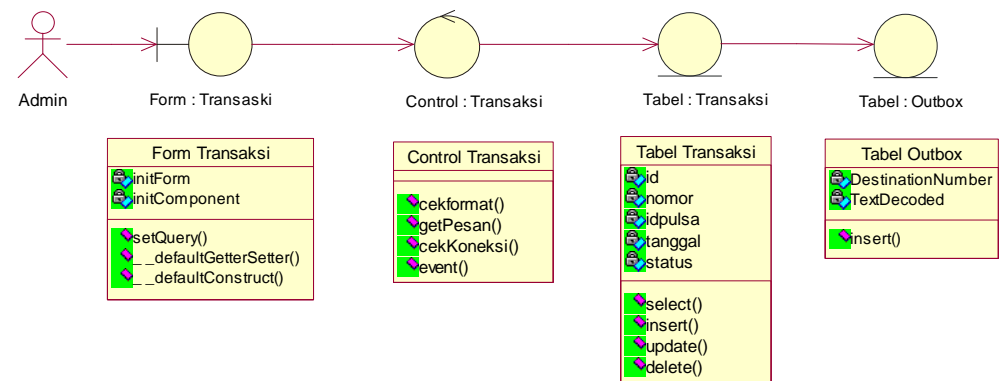 Admin
Form : Transaski
Control : Transaksi
Tabel : Transaksi
Tabel : Outbox
Form Transaksi
initForm
initComponent
setQuery()
_ _defaultGetterSetter()
_ _defaultConstruct()
Control Transaksi
cekformat()
getPesan()
cekKoneksi()
event()
Tabel Transaksi
id
nomor
idpulsa
tanggal
status
select()
insert()
update()
delete()
Tabel Outbox
DestinationNumber
TextDecoded
insert()